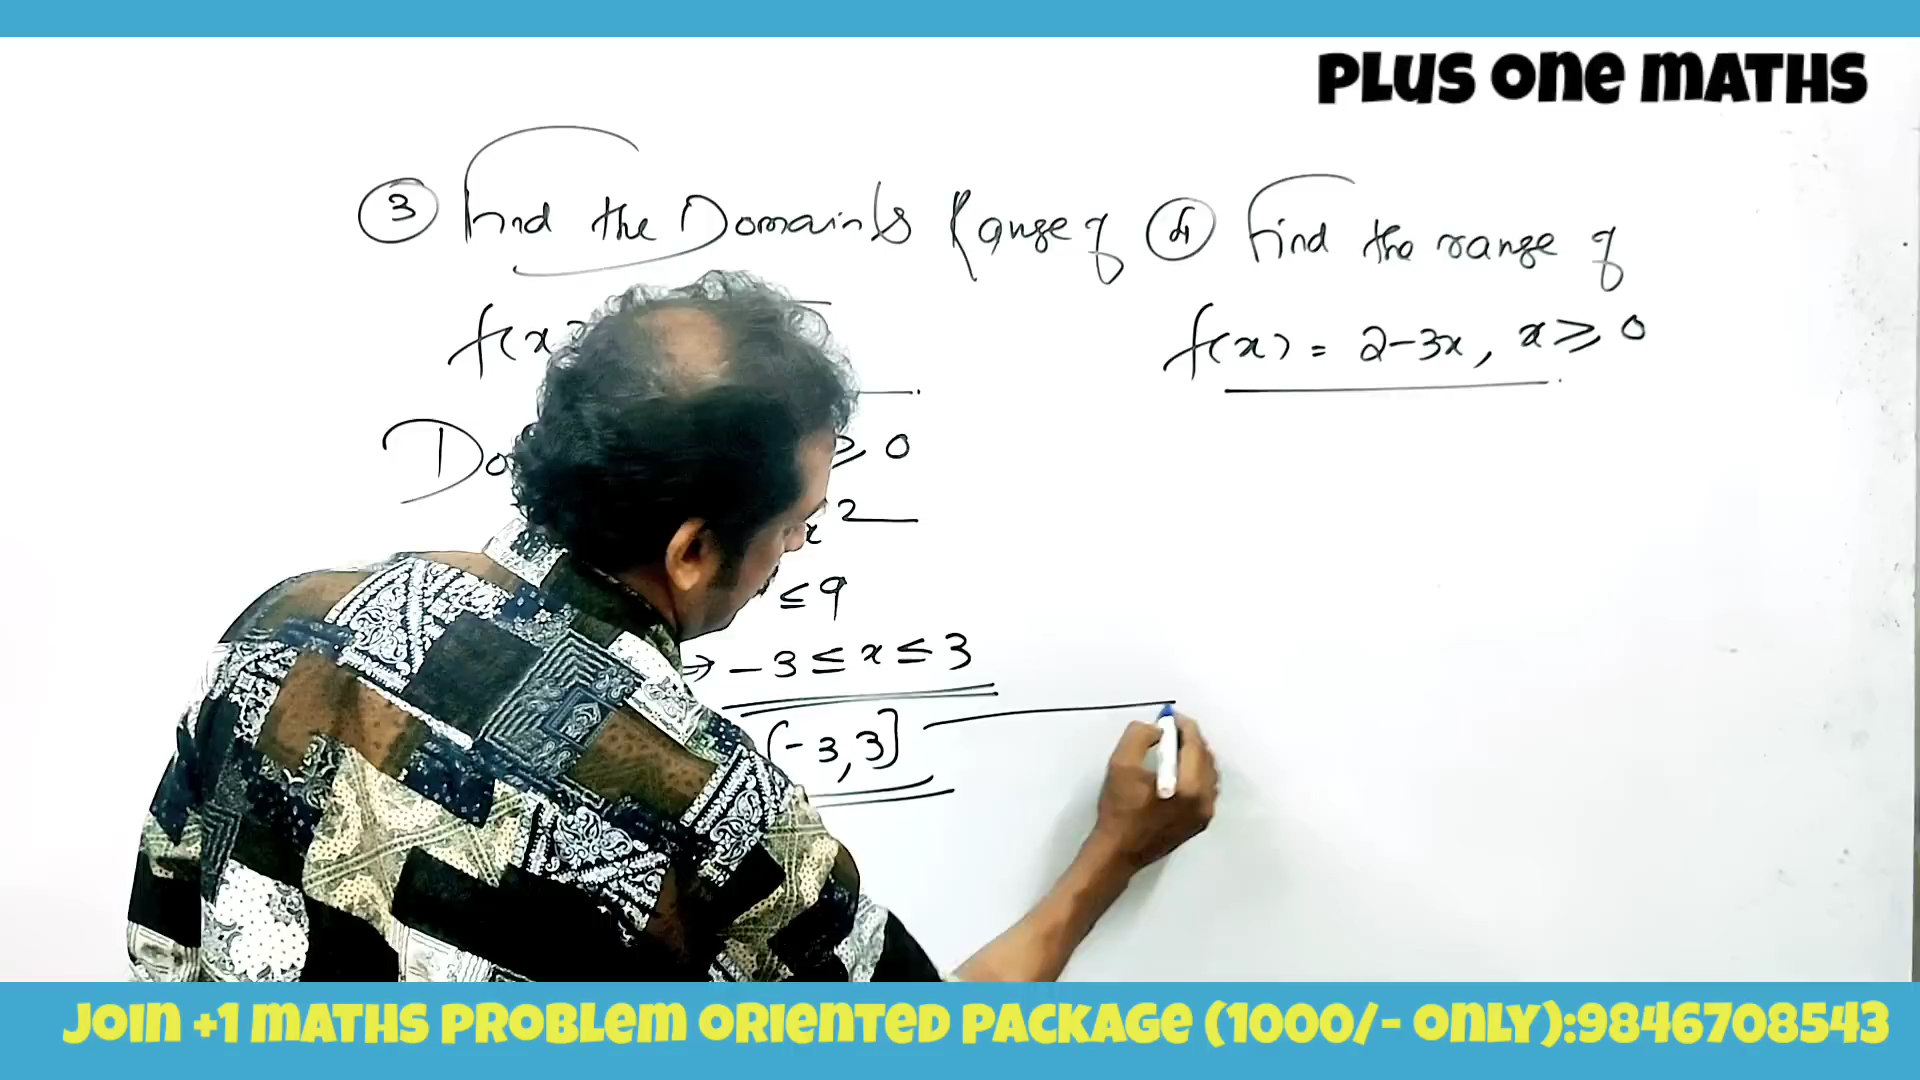 PLUS ONE MATHS
③ Find the Domain & Range of
f(x)
Do
≥ 0
x²
≤ 9
⇒ -3 ≤ x ≤ 3
[-3,3]
④ Find the range of
f(x) = 2-3x, x ≥ 0
JOIN +1 MATHS PROBLEM ORIENTED PACKAGE (1000/- ONLY):9846708543